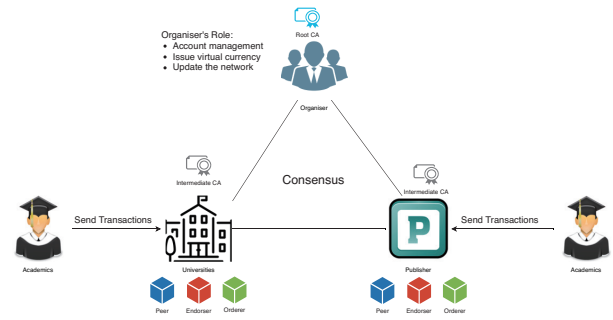 Root CA
Organiser's Role:
• Account management
• Issue virtual currency
• Update the network
Organiser
Intermediate CA
Consensus
Intermediate CA
Send Transactions
P
Send Transactions
Academics
Universities
Publisher
Academics
Peer
Endorser
Orderer
Peer
Endorser
Orderer